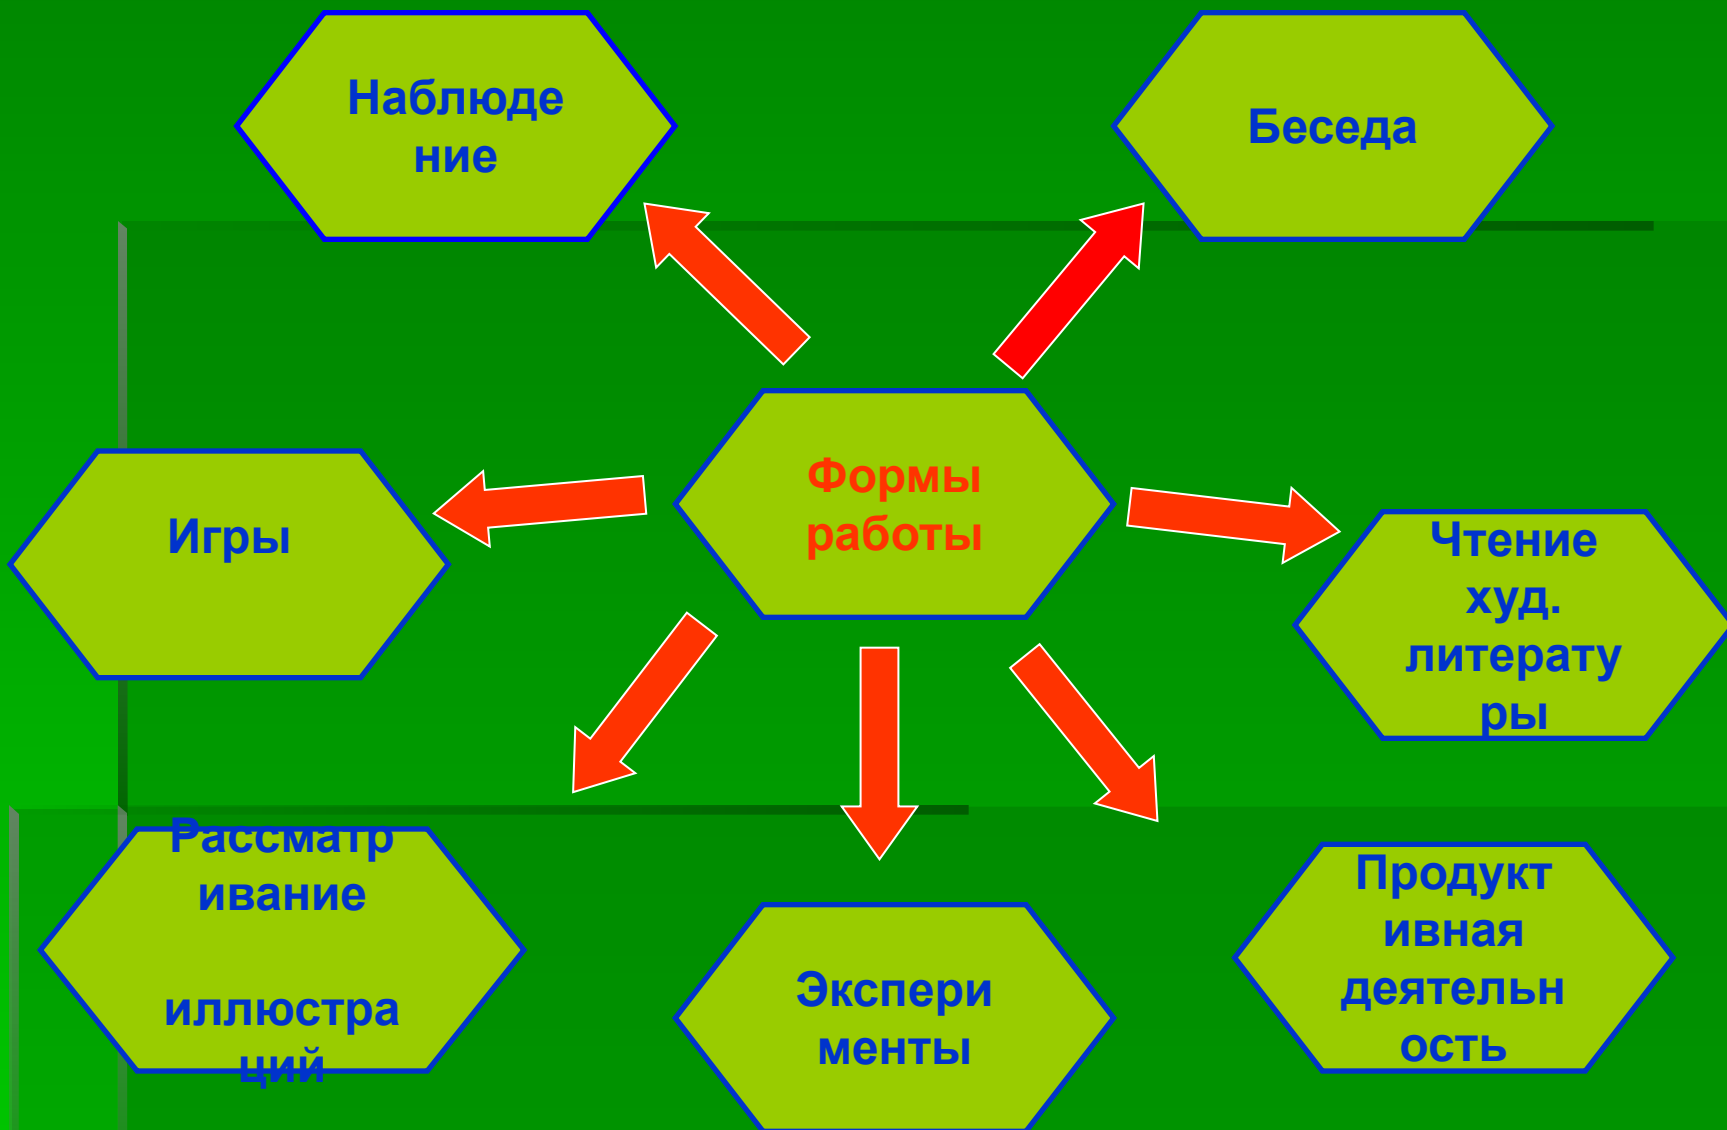 Наблюде
ние
Беседа
Формы
работы
Игры
Чтение
худ.
литерату
ры
Рассматр
ивание
иллюстра
ций
Экспери
менты
Продукт
ивная
деятельн
ость